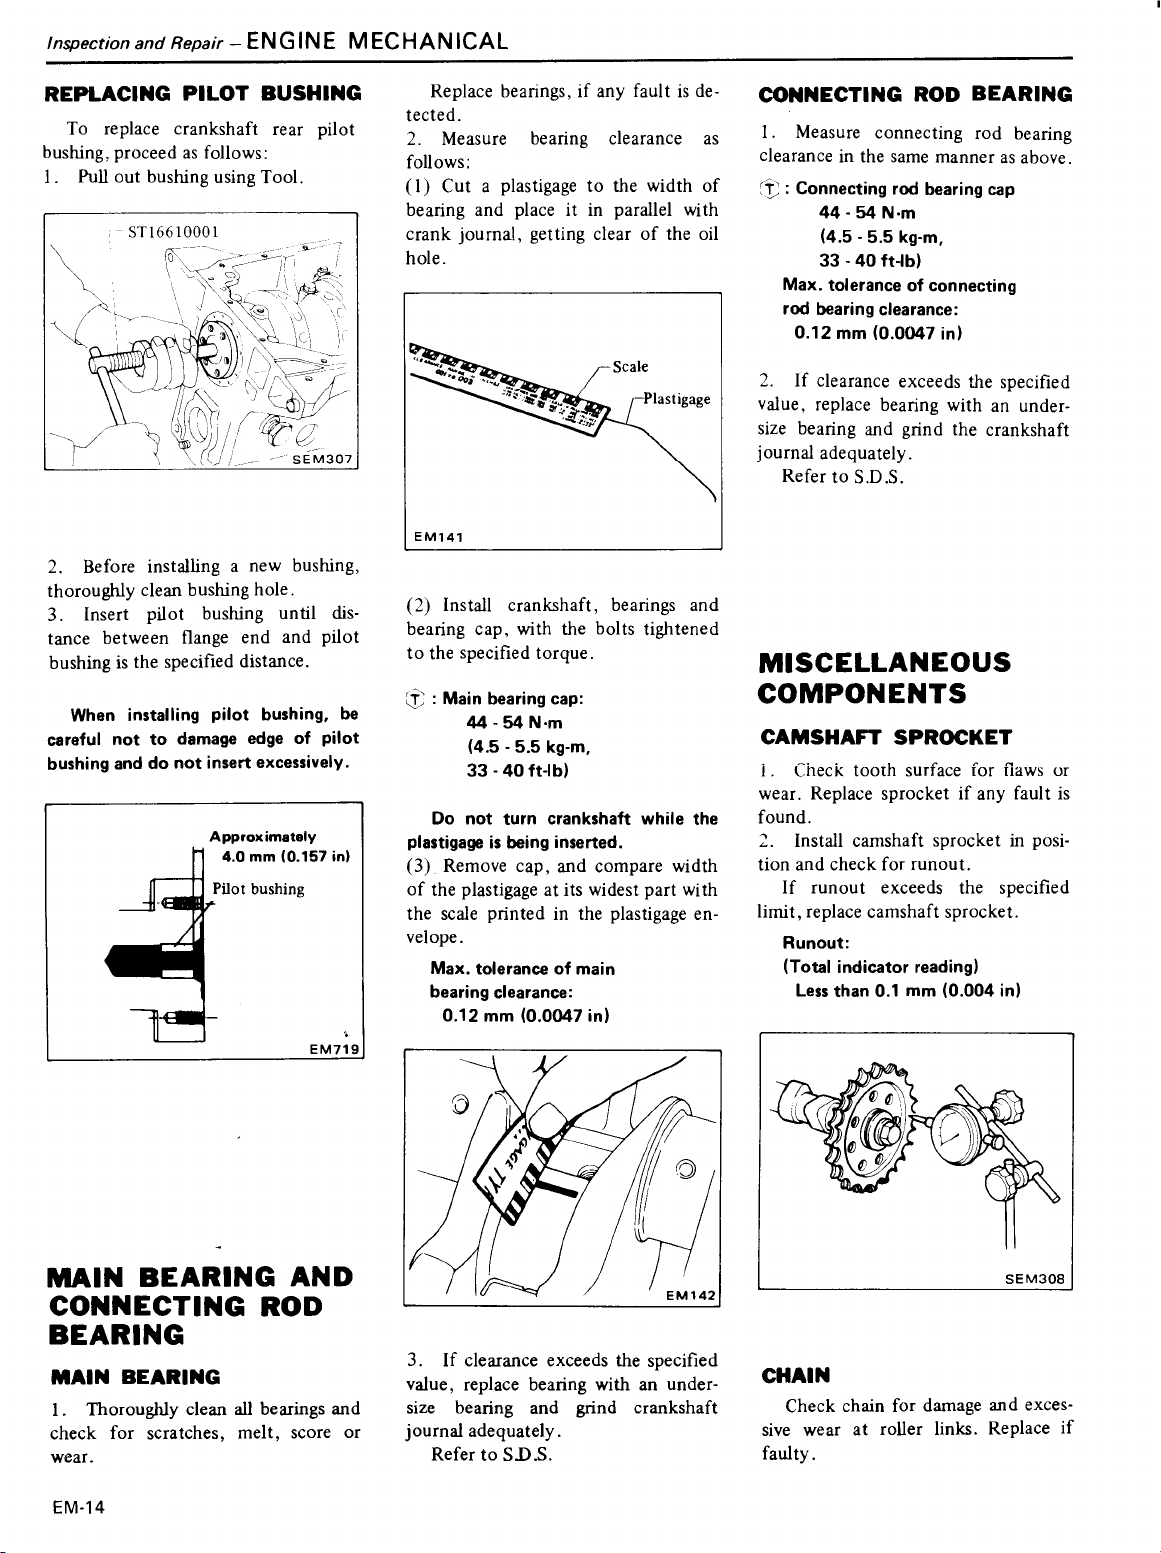 Inspection and Repair – ENGINE MECHANICAL
REPLACING PILOT BUSHING
To replace crankshaft rear pilot
bushing, proceed as follows:
1. Pull out bushing using Tool.
ST16610001
SEM307
2. Before installing a new bushing,
thoroughly clean bushing hole.
3. Insert pilot bushing until dis-
tance between flange end and pilot
bushing is the specified distance.
When installing pilot bushing, be
careful not to damage edge of pilot
bushing and do not insert excessively.
Approximately
4.0 mm (0.157 in)
Pilot bushing
EM719
MAIN BEARING AND
CONNECTING ROD
BEARING
MAIN BEARING
1. Thoroughly clean all bearings and
check for scratches, melt, score or
wear.
Replace bearings, if any fault is de-
tected.
2. Measure bearing clearance as
follows:
(1) Cut a plastigage to the width of
bearing and place it in parallel with
crank journal, getting clear of the oil
hole.
Scale
Plastigage
EM141
(2) Install crankshaft, bearings and
bearing cap, with the bolts tightened
to the specified torque.
Ⓣ : Main bearing cap:
44 - 54 N·m
(4.5 - 5.5 kg-m,
33 - 40 ft-lb)
Do not turn crankshaft while the
plastigage is being inserted.
(3) Remove cap, and compare width
of the plastigage at its widest part with
the scale printed in the plastigage en-
velope.
Max. tolerance of main
bearing clearance:
0.12 mm (0.0047 in)
GAGE TY
EM142
3. If clearance exceeds the specified
value, replace bearing with an under-
size bearing and grind crankshaft
journal adequately.
Refer to S.D.S.
CONNECTING ROD BEARING
1. Measure connecting rod bearing
clearance in the same manner as above.
Ⓣ : Connecting rod bearing cap
44 - 54 N·m
(4.5 - 5.5 kg-m,
33 - 40 ft-lb)
Max. tolerance of connecting
rod bearing clearance:
0.12 mm (0.0047 in)
2. If clearance exceeds the specified
value, replace bearing with an under-
size bearing and grind the crankshaft
journal adequately.
Refer to S.D.S.
MISCELLANEOUS
COMPONENTS
CAMSHAFT SPROCKET
1. Check tooth surface for flaws or
wear. Replace sprocket if any fault is
found.
2. Install camshaft sprocket in posi-
tion and check for runout.
If runout exceeds the specified
limit, replace camshaft sprocket.
Runout:
(Total indicator reading)
Less than 0.1 mm (0.004 in)
SEM308
CHAIN
Check chain for damage and exces-
sive wear at roller links. Replace if
faulty.
EM-14